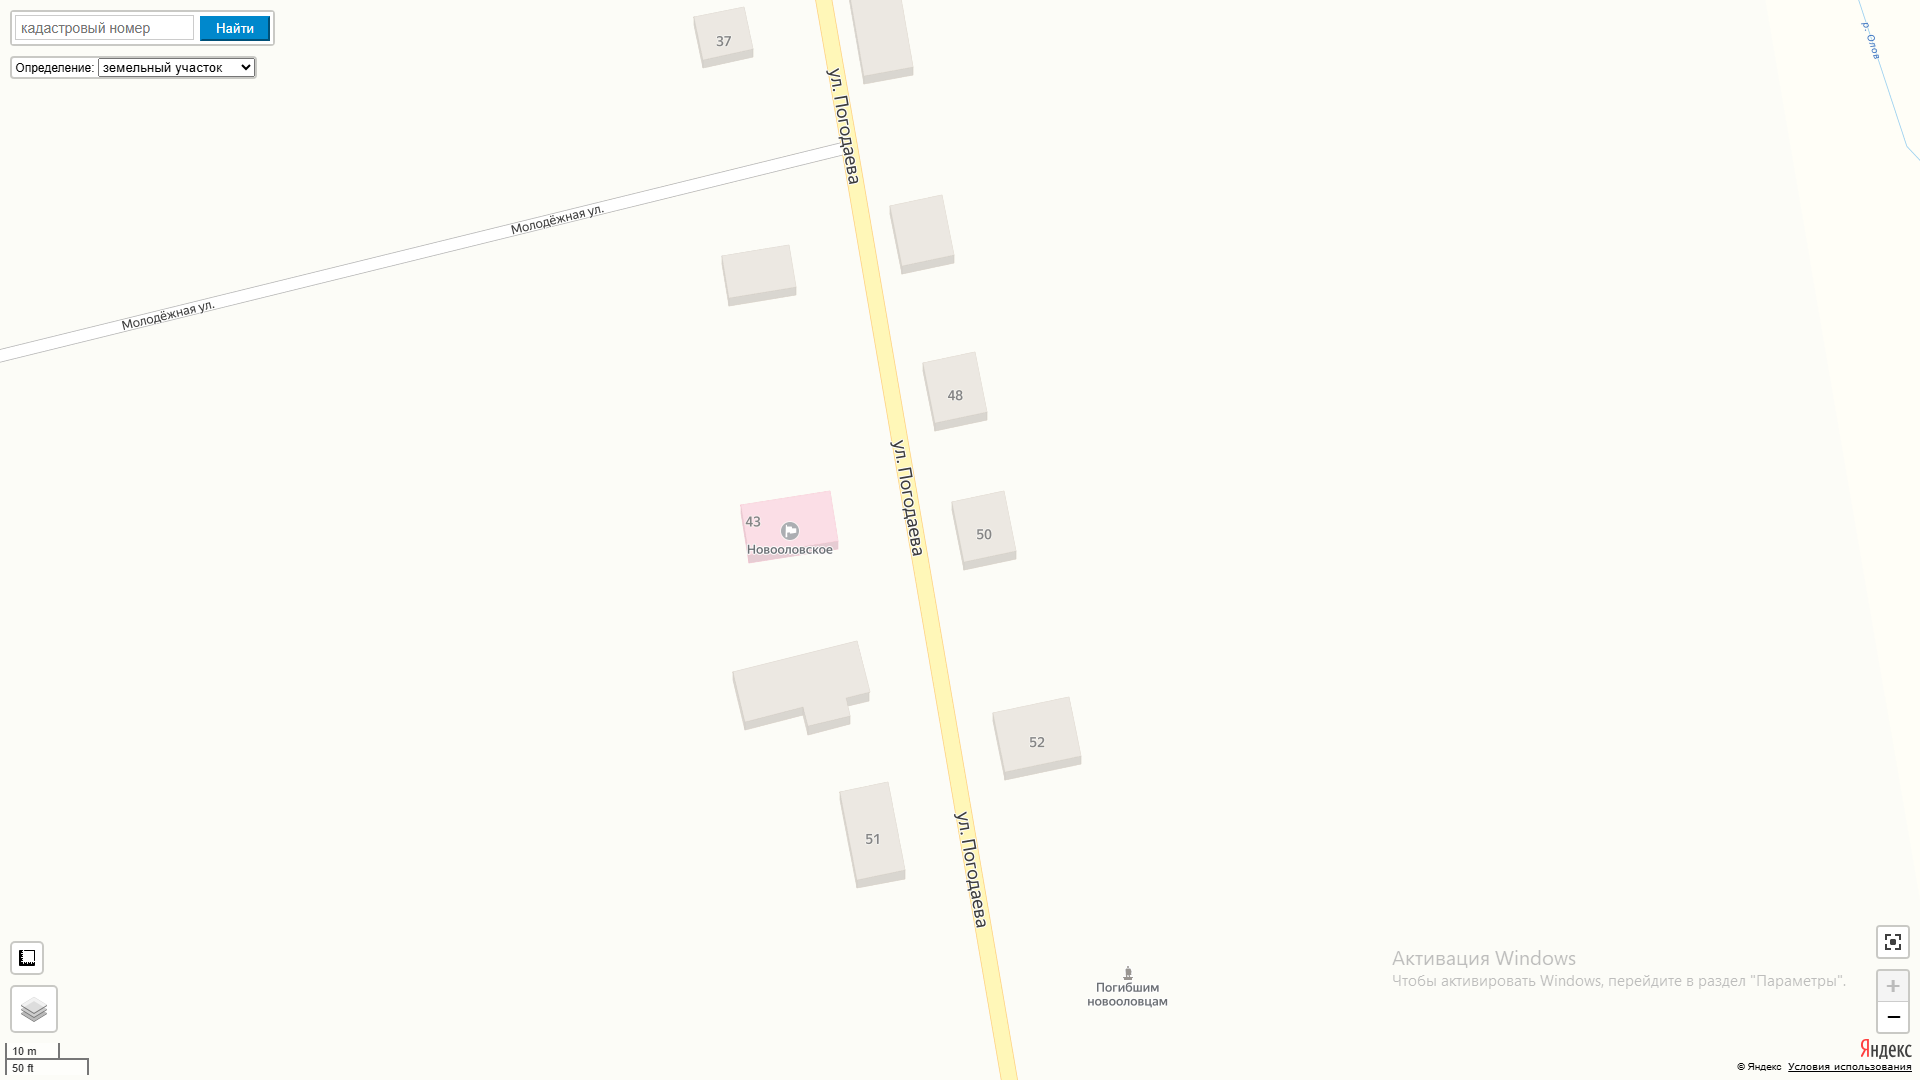 кадастровый номер
Найти
Определение: земельный участок
37
р. Олов
ул. Погодаева
Молодёжная ул.
Молодёжная ул.
48
ул. Погодаева
43
Новооловское
50
52
51
ул. Погодаева
Погибшим
новооловцам
Активация Windows
Чтобы активировать Windows, перейдите в раздел "Параметры".
+
−
10 m
50 ft
Яндекс
© Яндекс Условия использования